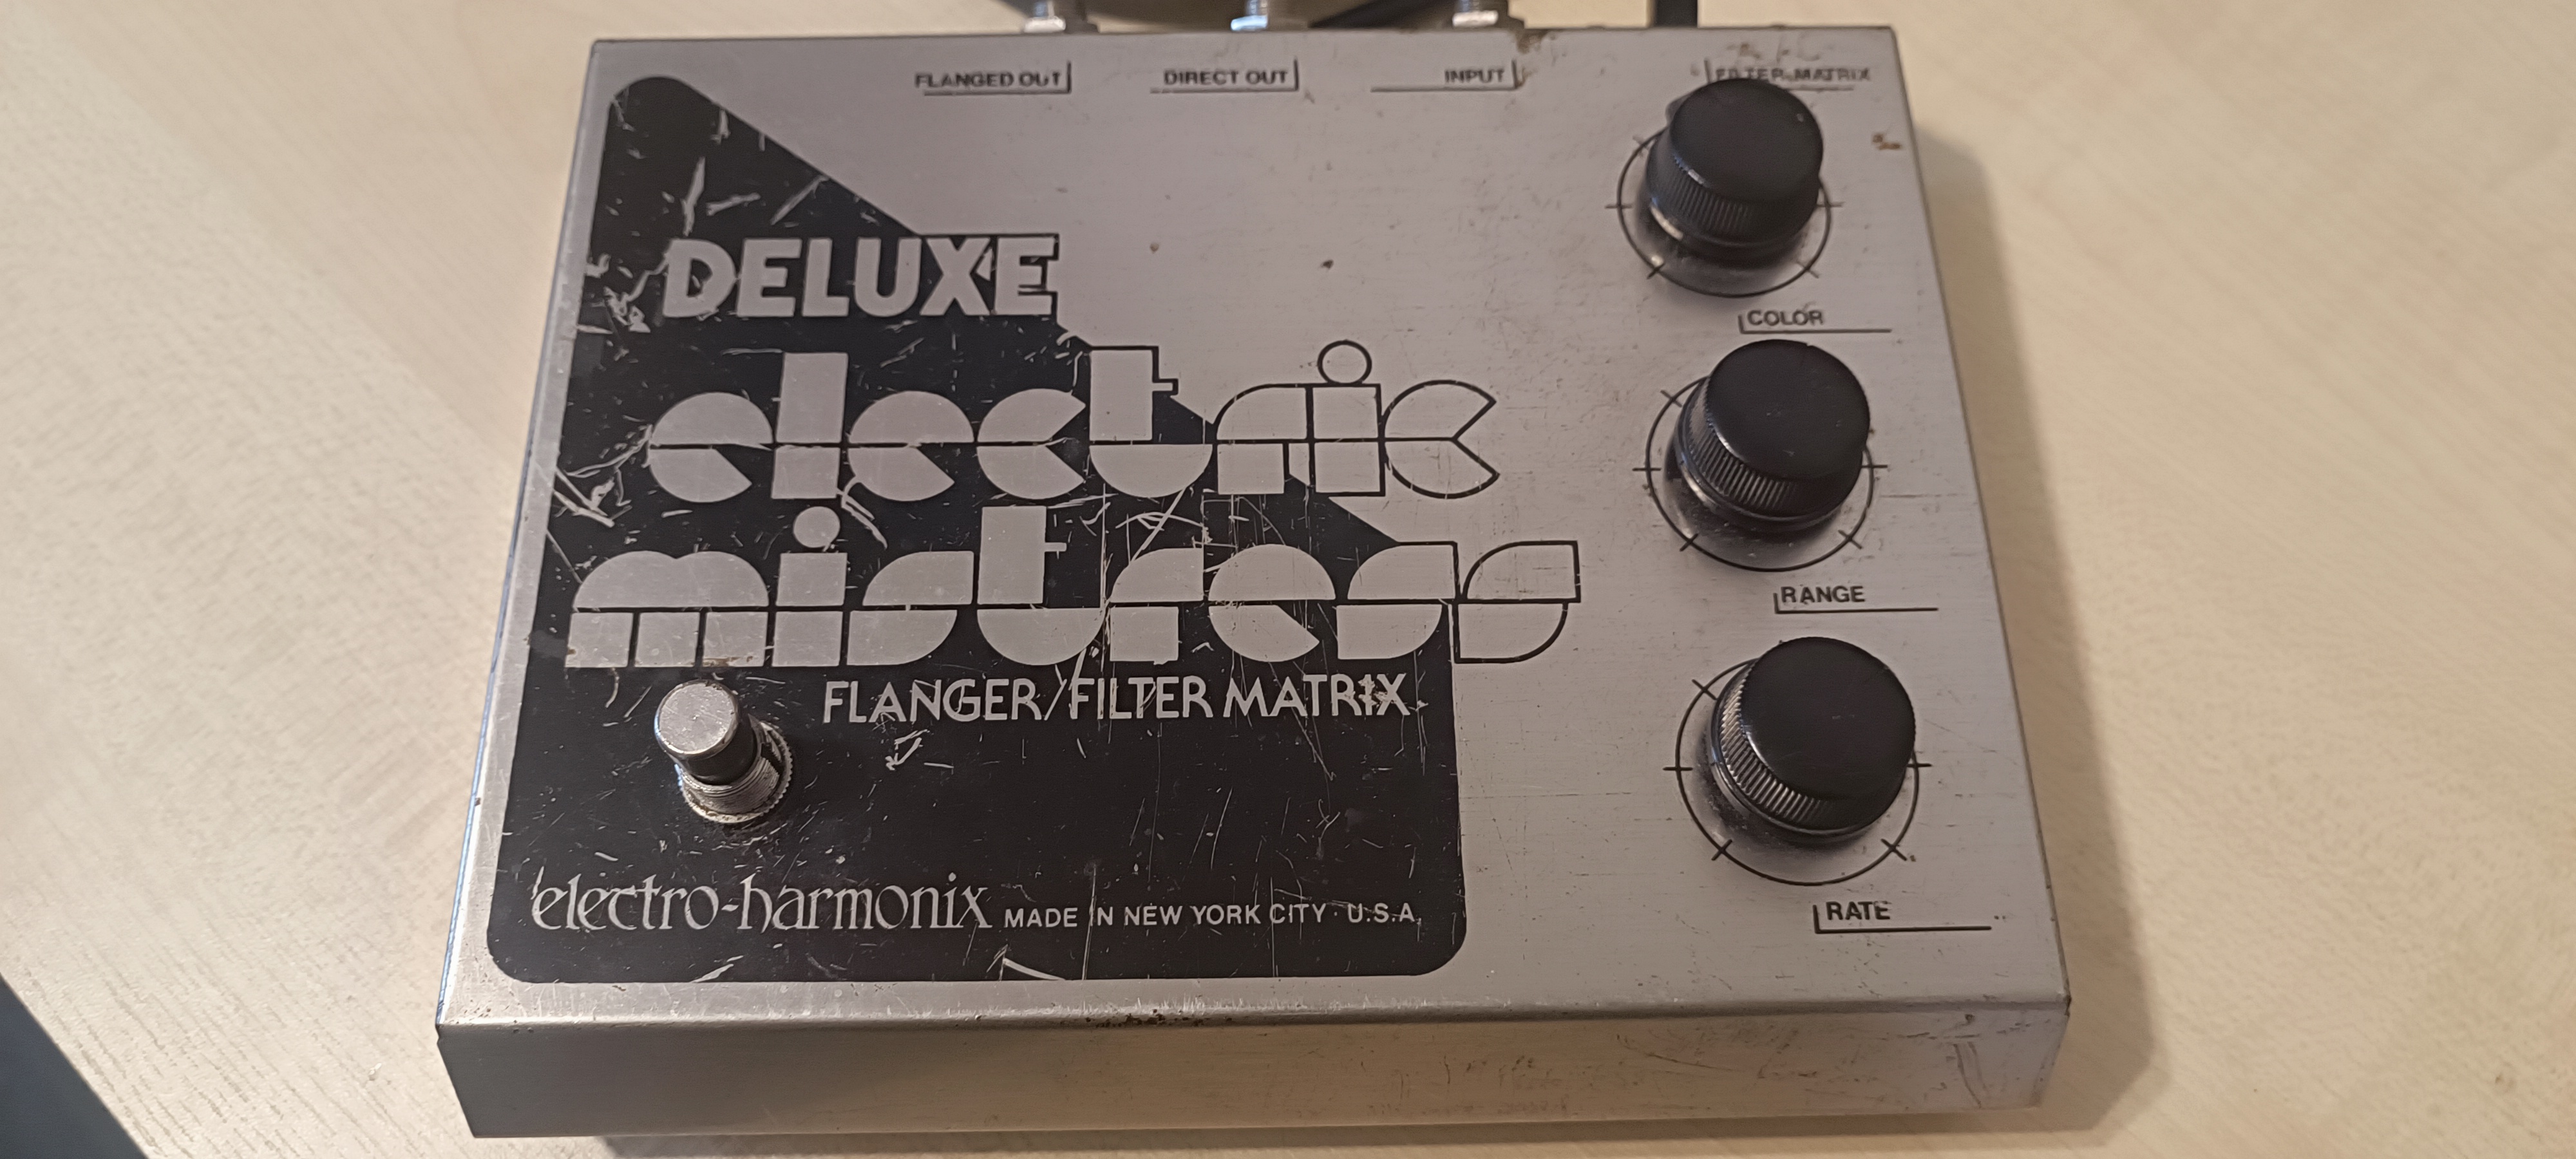 FLANGED OUT DIRECT OUT INPUT FILTER MATRIX
DELUXE
electric
mistress
FLANGER/FILTER MATRIX
electro-harmonix MADE IN NEW YORK CITY · U.S.A.
COLOR
RANGE
RATE